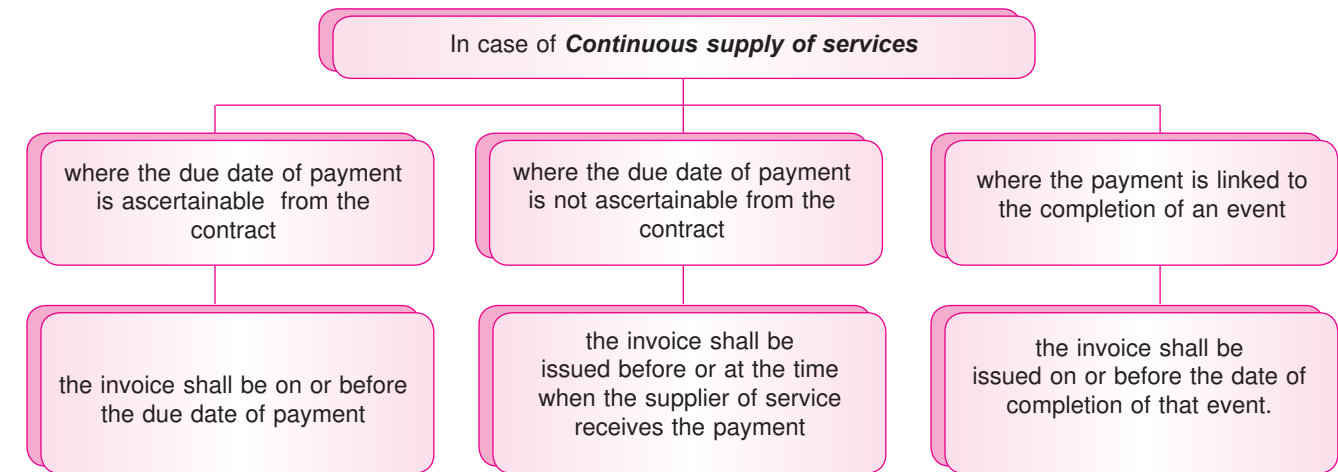 In case of Continuous supply of services
where the due date of payment
is ascertainable from the
contract
where the due date of payment
is not ascertainable from the
contract
where the payment is linked to
the completion of an event
the invoice shall be on or before
the due date of payment
the invoice shall be
issued before or at the time
when the supplier of service
receives the payment
the invoice shall be
issued on or before the date of
completion of that event.